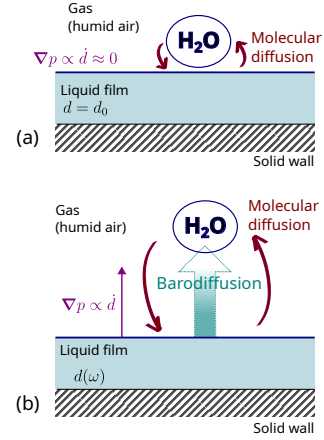 Gas
(humid air)
H₂O
Molecular
diffusion
∇p ∝ ḋ ≈ 0
Liquid film
d = d₀
(a)
Solid wall
Gas
(humid air)
H₂O
Molecular
diffusion
Barodiffusion
∇p ∝ ḋ
Liquid film
d(ω)
(b)
Solid wall